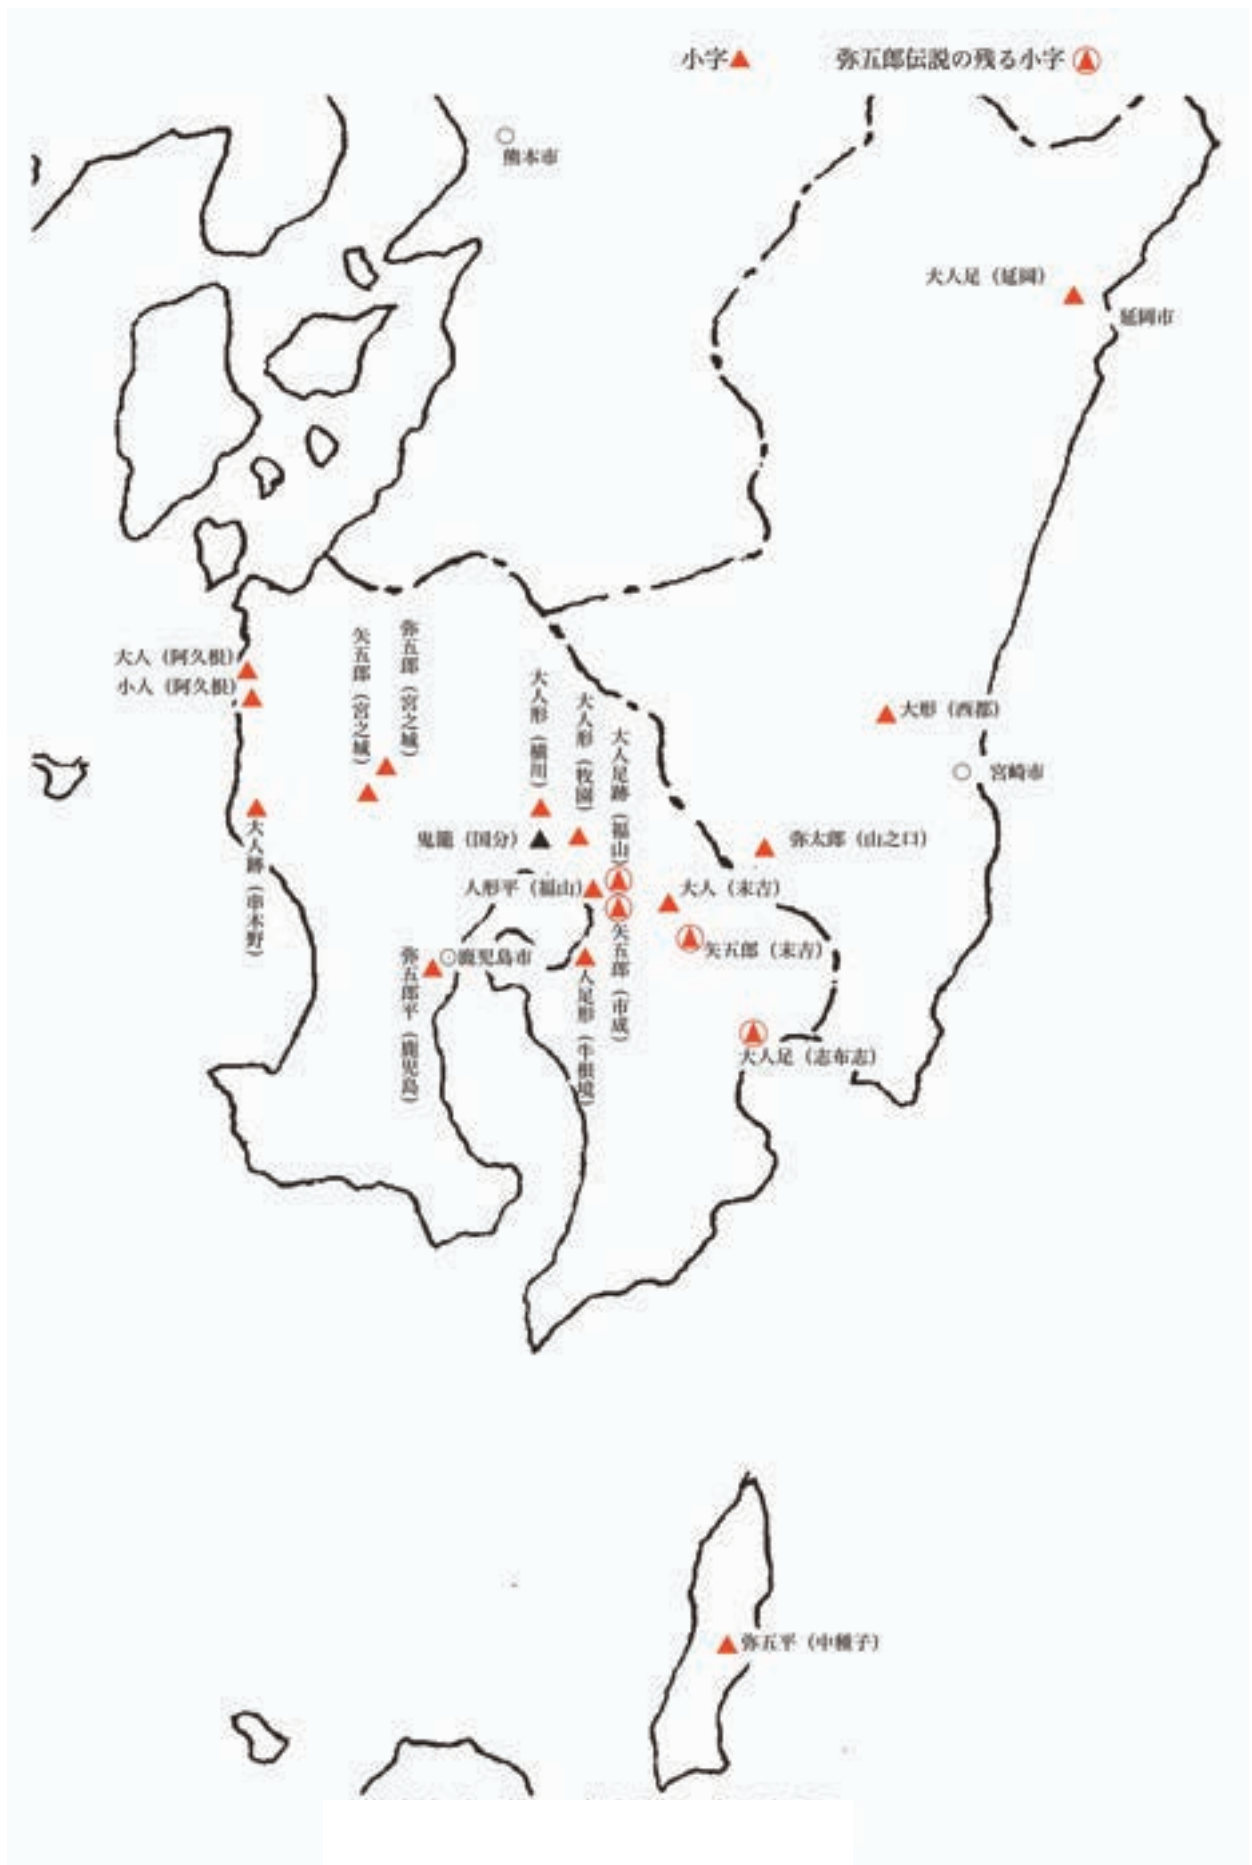 小字▲
弥五郎伝説の残る小字
熊本市
大人足（延岡）
延岡市
大人（阿久根）
小人（阿久根）
矢五郎（宮之城）
弥五郎（宮之城）
大人形（横川）
大人形（牧園）
大人足跡（福山）
大形（西都）
宮崎市
大人跡（串木野）
鬼籠（国分）
弥太郎（山之口）
人形平（福山）
大人（末吉）
矢五郎（末吉）
鹿児島市
弥五郎平（鹿児島）
人足形（牛根境）
矢五郎（市成）
大人足（志布志）
弥五平（中種子）